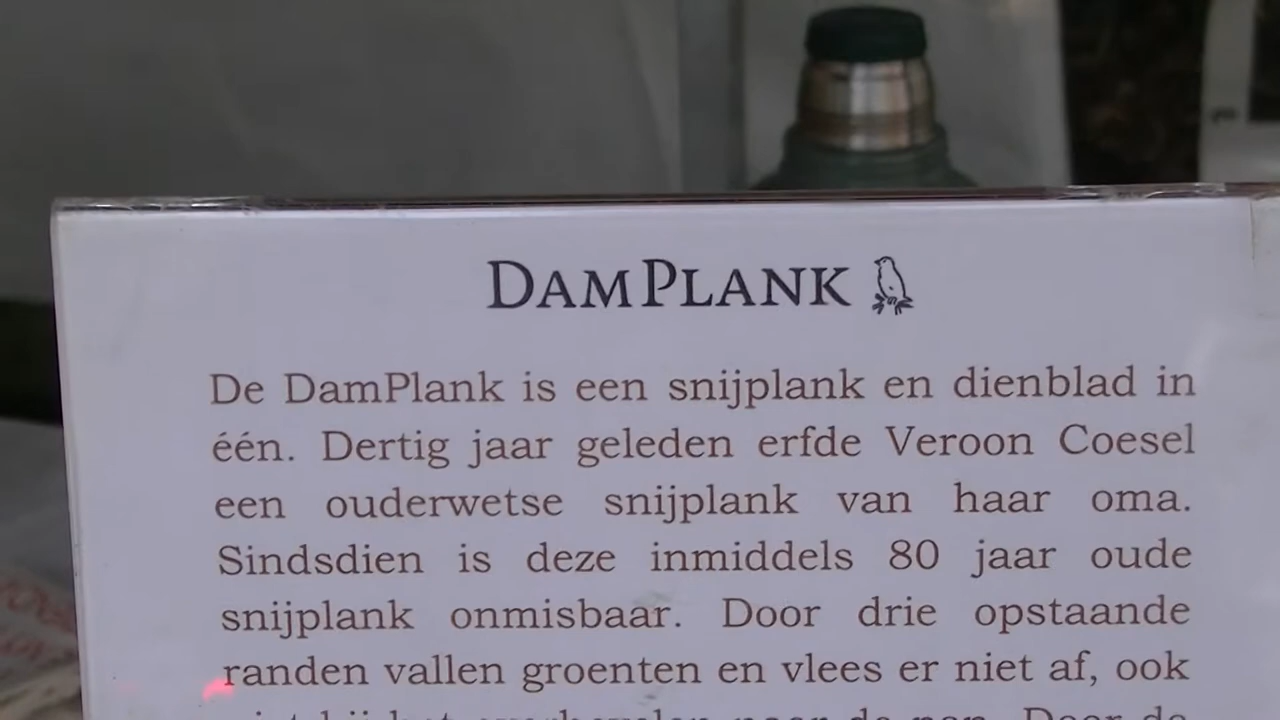 DAMPLANK
De DamPlank is een snijplank en dienblad in
één. Dertig jaar geleden erfde Veroon Coesel
een ouderwetse snijplank van haar oma.
Sindsdien is deze inmiddels 80 jaar oude
snijplank onmisbaar. Door drie opstaande
randen vallen groenten en vlees er niet af, ook